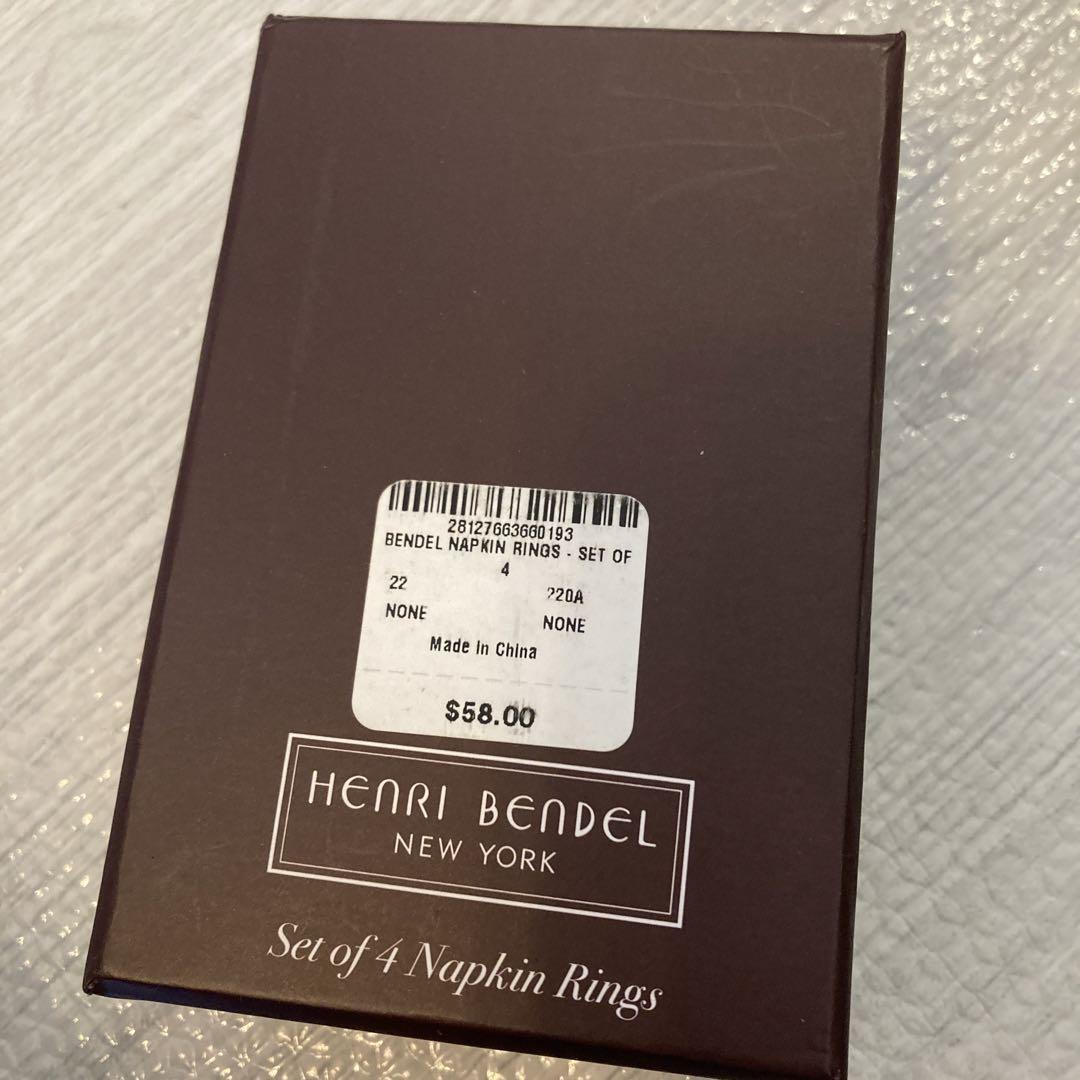 28127663660193
BENDEL NAPKIN RINGS - SET OF
4
22 220A
NONE NONE
Made In China
$58.00
HENRI BENDEL
NEW YORK
Set of 4 Napkin Rings